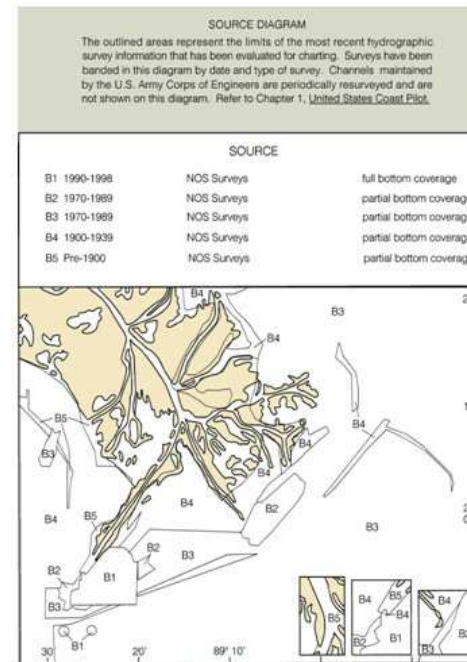 SOURCE DIAGRAM
The outlined areas represent the limits of the most recent hydrographic
survey information that has been evaluated for charting. Surveys have been
banded in this diagram by date and type of survey. Channels maintained
by the U.S. Army Corps of Engineers are periodically resurveyed and are
not shown on this diagram. Refer to Chapter 1, United States Coast Pilot.
SOURCE
B1 1990-1998 NOS Surveys full bottom coverage
B2 1970-1989 NOS Surveys partial bottom coverage
B3 1970-1989 NOS Surveys partial bottom coverage
B4 1900-1939 NOS Surveys partial bottom coverage
B5 Pre-1900 NOS Surveys partial bottom coverage
B4
B3
B4
B5
B4
B4
B3
B4
B4
B2
B5
B3
B2
B3
B2
B1
B3
B1
B5
B4
B5
B4
B2
B1
B4
B3
30'
20'
89° 10'